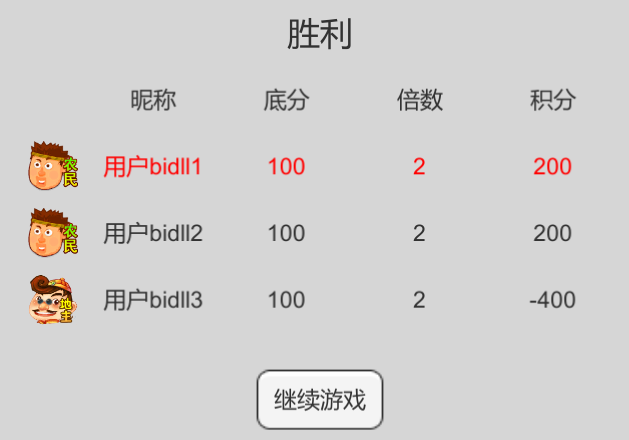 胜利
昵称 底分 倍数 积分
农民 用户bidll1 100 2 200
农民 用户bidll2 100 2 200
地主 用户bidll3 100 2 -400
继续游戏